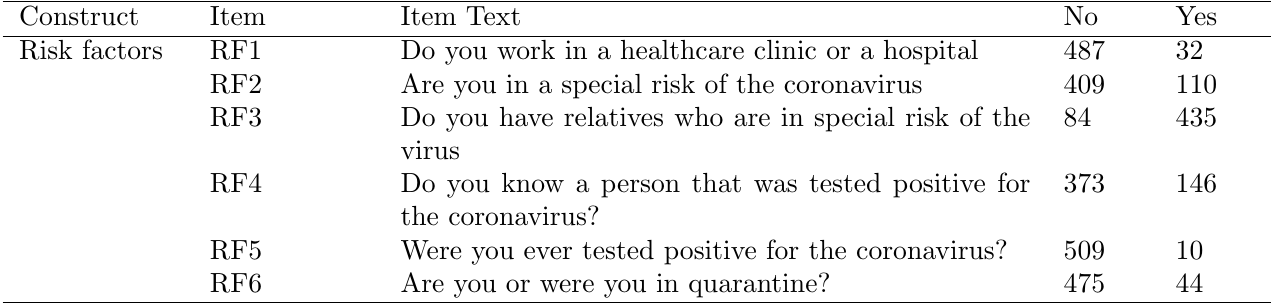 Construct Item Item Text No Yes
Risk factors RF1 Do you work in a healthcare clinic or a hospital 487 32
RF2 Are you in a special risk of the coronavirus 409 110
RF3 Do you have relatives who are in special risk of the 84 435
virus
RF4 Do you know a person that was tested positive for 373 146
the coronavirus?
RF5 Were you ever tested positive for the coronavirus? 509 10
RF6 Are you or were you in quarantine? 475 44